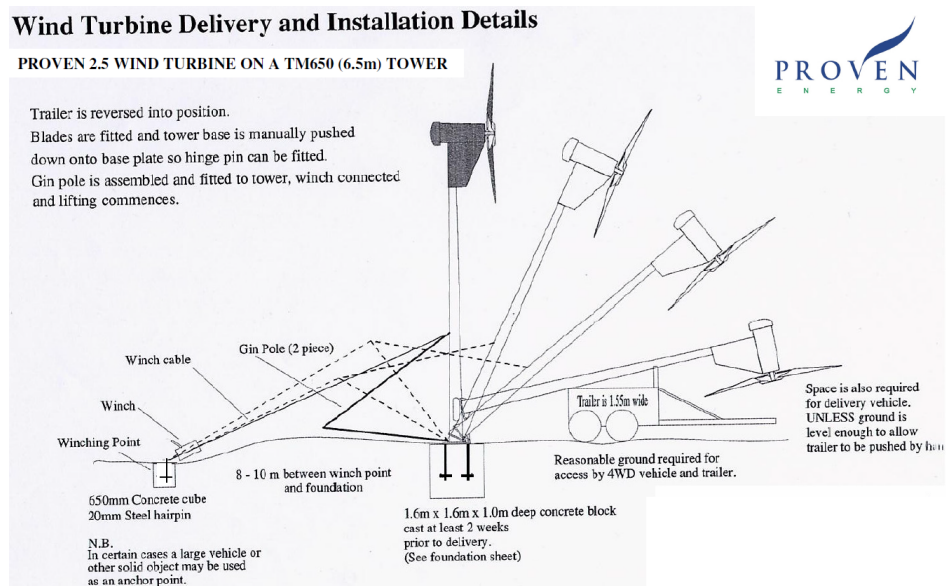 Wind Turbine Delivery and Installation Details
PROVEN 2.5 WIND TURBINE ON A TM650 (6.5m) TOWER
PROVEN
ENERGY
Trailer is reversed into position.
Blades are fitted and tower base is manually pushed
down onto base plate so hinge pin can be fitted.
Gin pole is assembled and fitted to tower, winch connected
and lifting commences.
Gin Pole (2 piece)
Winch cable
Winch
Winching Point
Trailer is 1.55m wide
Space is also required
for delivery vehicle.
UNLESS ground is
level enough to allow
trailer to be pushed by
8 - 10 m between winch point
and foundation
Reasonable ground required for
access by 4WD vehicle and trailer.
650mm Concrete cube
20mm Steel hairpin
1.6m x 1.6m x 1.0m deep concrete block
cast at least 2 weeks
prior to delivery.
(See foundation sheet)
N.B.
In certain cases a large vehicle or
other solid object may be used
as an anchor point.